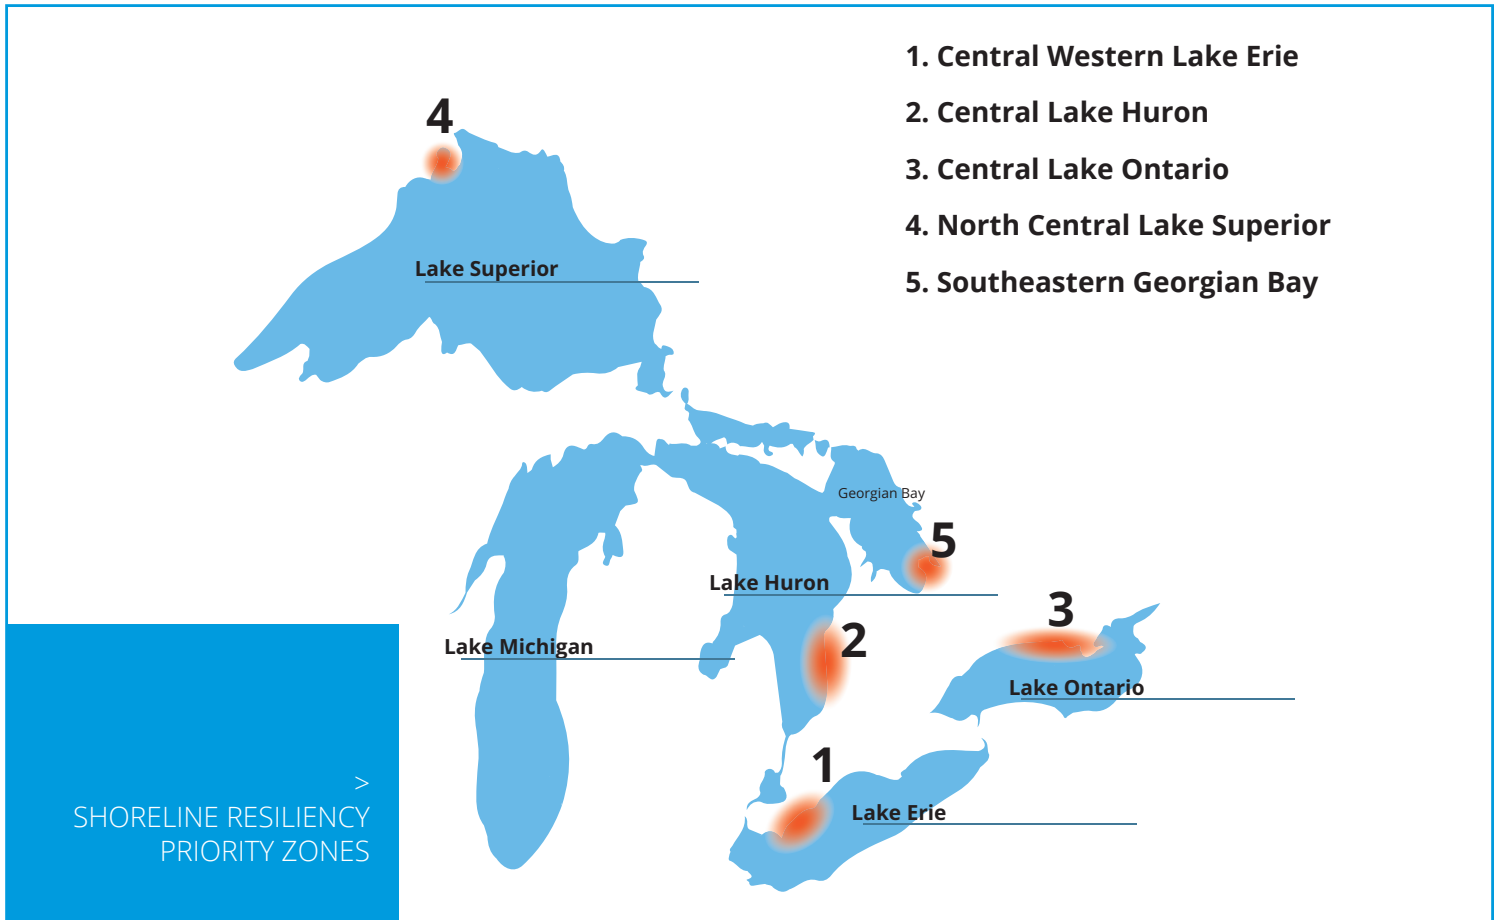 1. Central Western Lake Erie
2. Central Lake Huron
3. Central Lake Ontario
4. North Central Lake Superior
5. Southeastern Georgian Bay
4
Lake Superior
Georgian Bay
5
Lake Huron
3
2
Lake Michigan
Lake Ontario
1
Lake Erie
>
SHORELINE RESILIENCY
PRIORITY ZONES